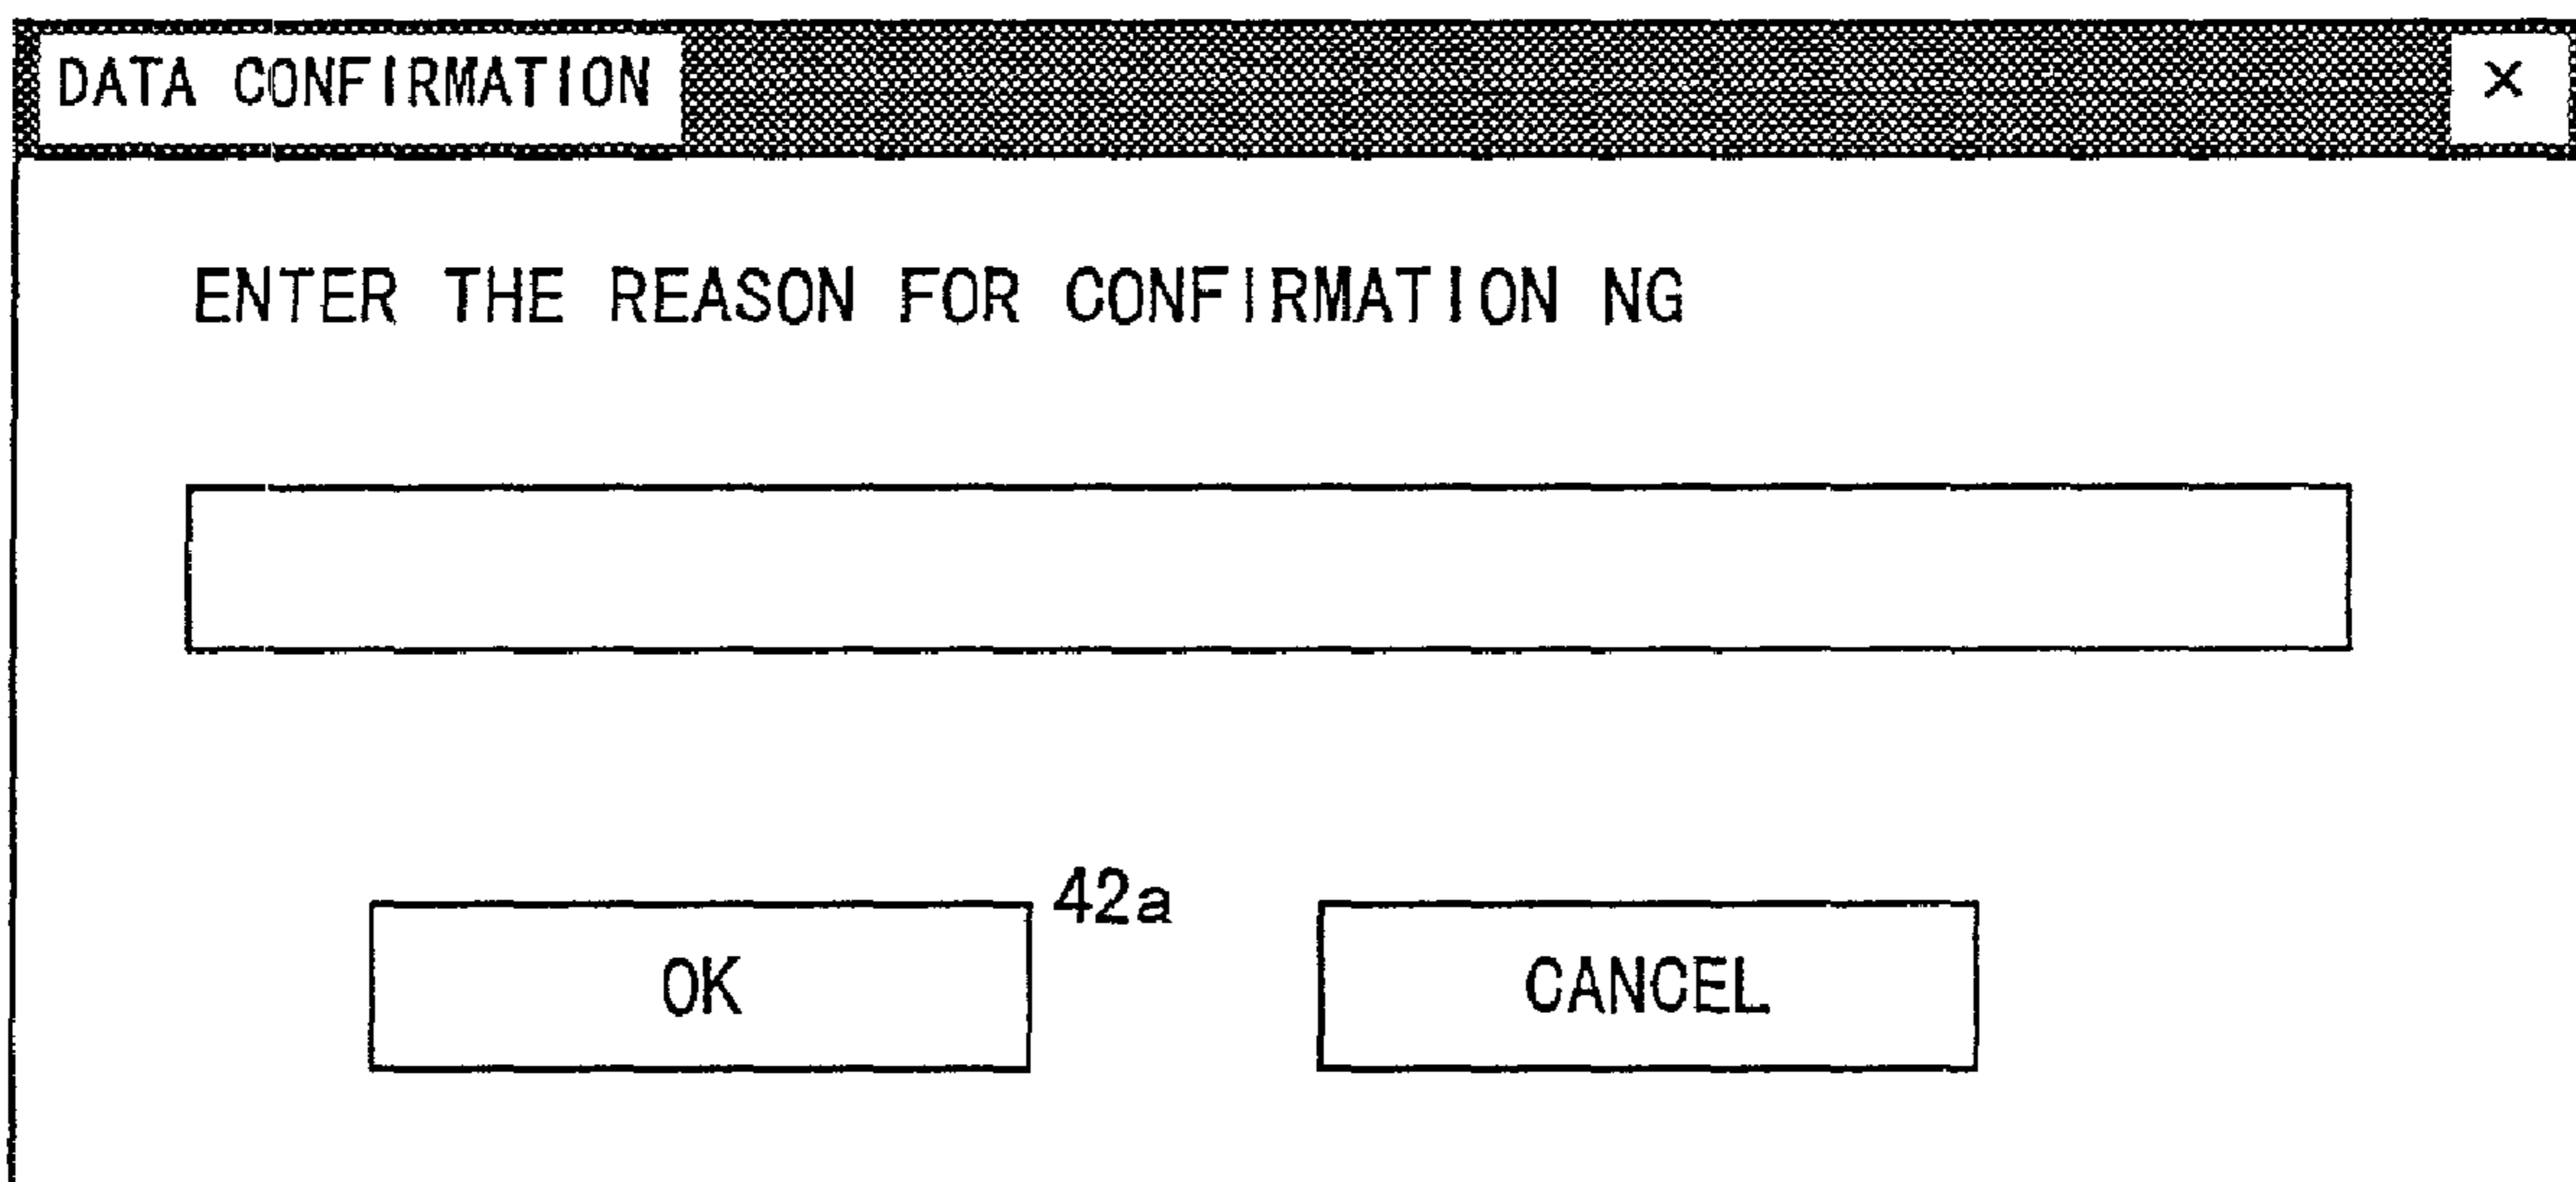 DATA CONFIRMATION ×
ENTER THE REASON FOR CONFIRMATION NG
42a
OK CANCEL